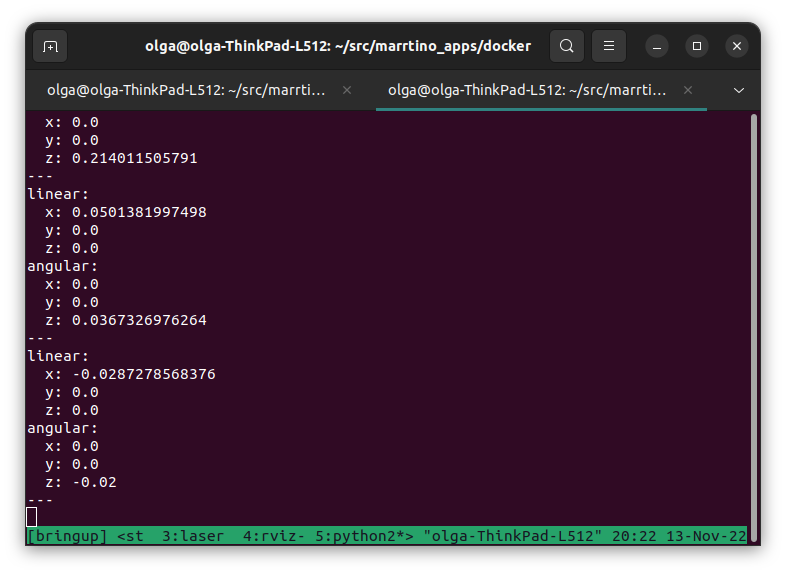 olga@olga-ThinkPad-L512: ~/src/marrtino_apps/docker
olga@olga-ThinkPad-L512: ~/src/marrti...
olga@olga-ThinkPad-L512: ~/src/marrti...
x: 0.0
y: 0.0
z: 0.214011505791
---
linear:
x: 0.0501381997498
y: 0.0
z: 0.0
angular:
x: 0.0
y: 0.0
z: 0.0367326976264
---
linear:
x: -0.0287278568376
y: 0.0
z: 0.0
angular:
x: 0.0
y: 0.0
z: -0.02
---
[bringup] <st  3:laser  4:rviz- 5:python2*> "olga-ThinkPad-L512" 20:22 13-Nov-22